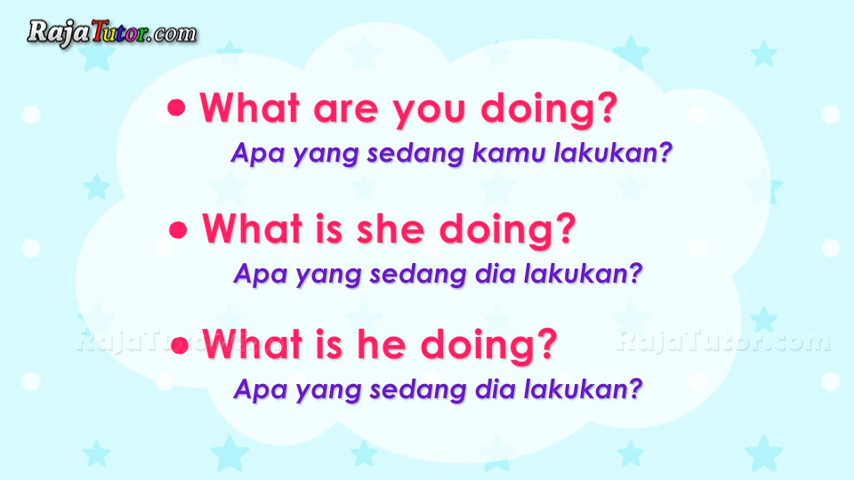 RajaTutor.com
• What are you doing?
Apa yang sedang kamu lakukan?
• What is she doing?
Apa yang sedang dia lakukan?
• What is he doing?
RajaTutor.com
RajaTutor.com
Apa yang sedang dia lakukan?